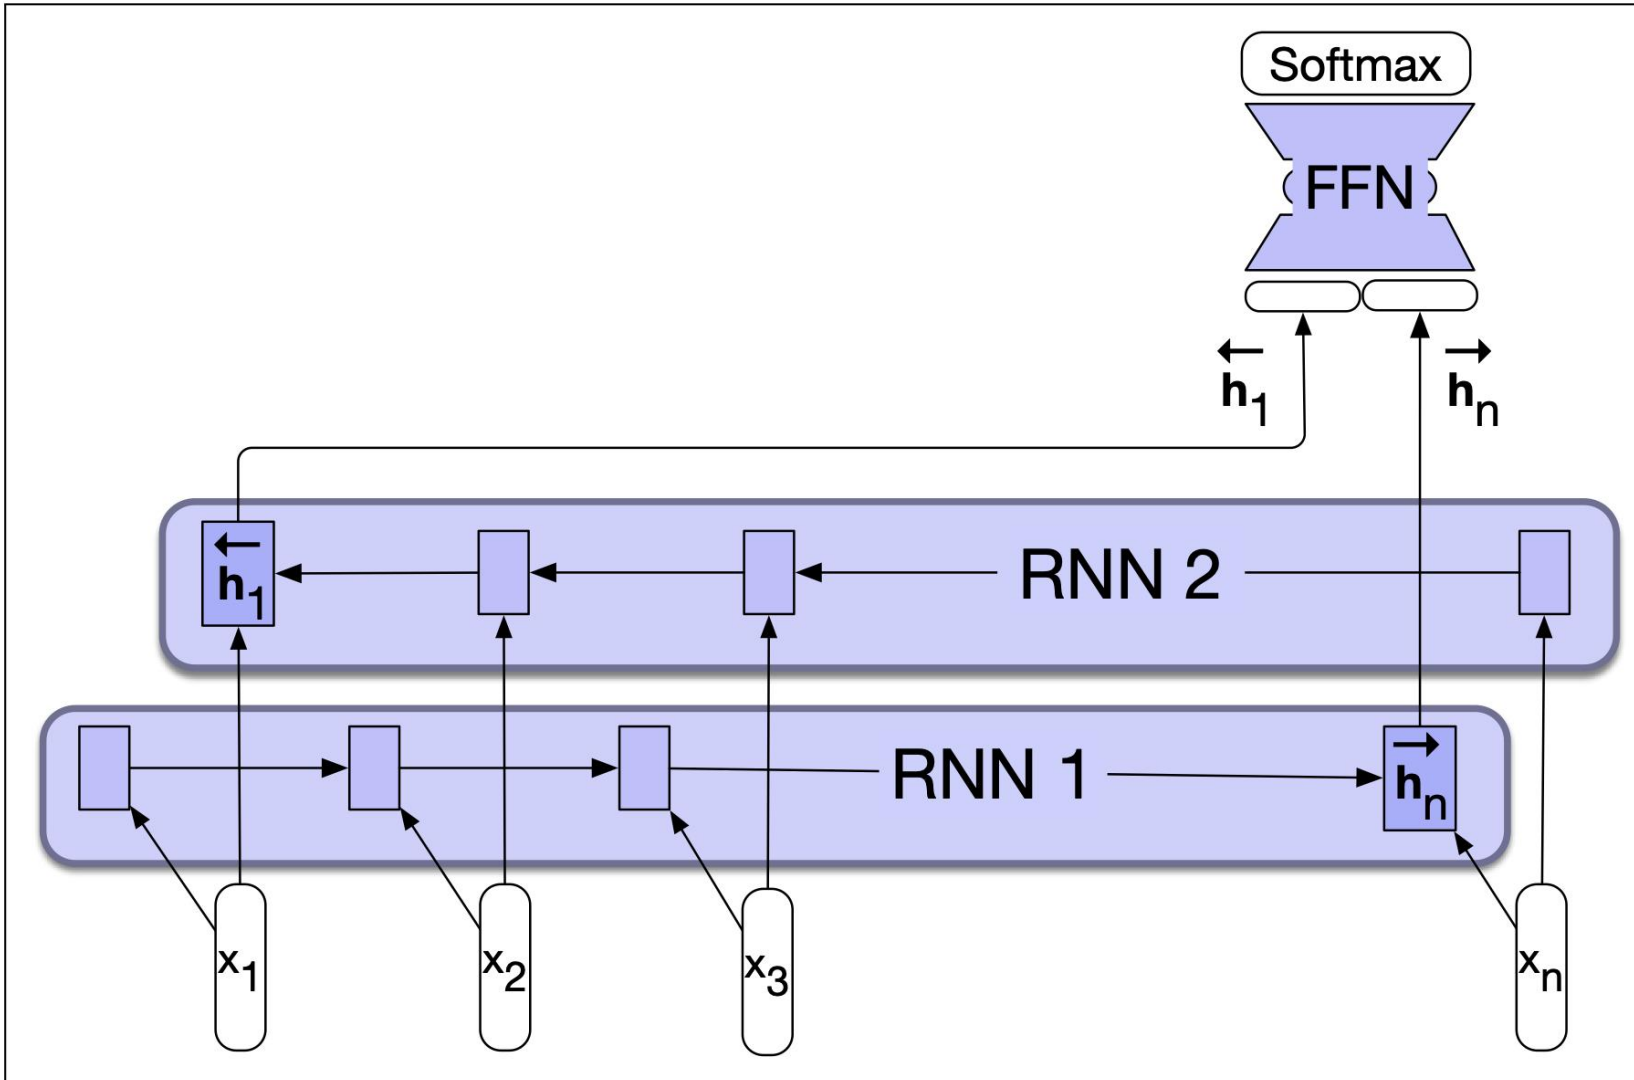 Softmax
FFN
←h₁ →hₙ
←h₁ RNN 2
RNN 1 →hₙ
x₁ x₂ x₃ xₙ